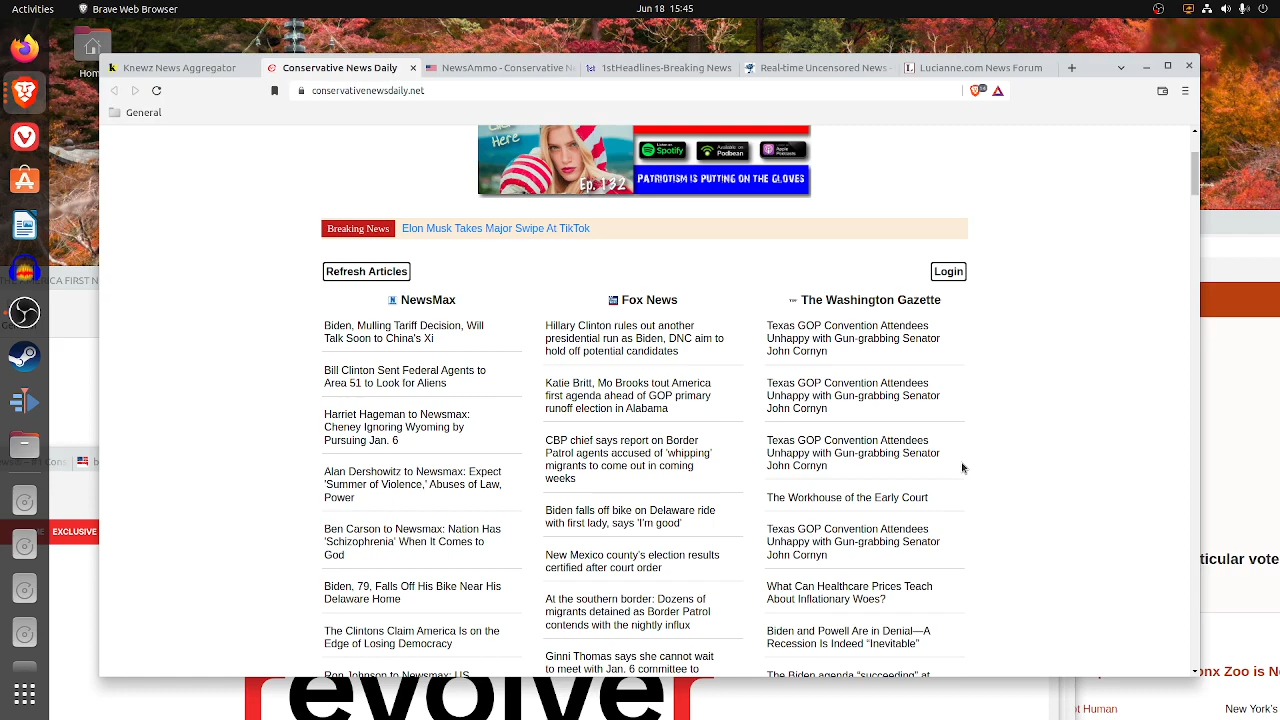 Activities
Brave Web Browser
Jun 18 15:45
Knewz News Aggregator
Conservative News Daily
NewsAmmo - Conservative N
1stHeadlines-Breaking News
Real-time Uncensored News -
Lucianne.com News Forum
conservativenewsdaily.net
General
Here
Ep. 132
Listen on
Spotify
Available on
Podbean
Listen on
Apple
Podcasts
PATRIOTISM IS PUTTING ON THE GLOVES
Breaking News
Elon Musk Takes Major Swipe At TikTok
Refresh Articles
Login
NewsMax
Biden, Mulling Tariff Decision, Will
Talk Soon to China's Xi
Bill Clinton Sent Federal Agents to
Area 51 to Look for Aliens
Harriet Hageman to Newsmax:
Cheney Ignoring Wyoming by
Pursuing Jan. 6
Alan Dershowitz to Newsmax: Expect
'Summer of Violence,' Abuses of Law,
Power
Ben Carson to Newsmax: Nation Has
'Schizophrenia' When It Comes to
God
Biden, 79, Falls Off His Bike Near His
Delaware Home
The Clintons Claim America Is on the
Edge of Losing Democracy
Ron Johnson to Newsmax: US
Fox News
Hillary Clinton rules out another
presidential run as Biden, DNC aim to
hold off potential candidates
Katie Britt, Mo Brooks tout America
first agenda ahead of GOP primary
runoff election in Alabama
CBP chief says report on Border
Patrol agents accused of 'whipping'
migrants to come out in coming
weeks
Biden falls off bike on Delaware ride
with first lady, says 'I'm good'
New Mexico county's election results
certified after court order
At the southern border: Dozens of
migrants detained as Border Patrol
contends with the nightly influx
Ginni Thomas says she cannot wait
to meet with Jan. 6 committee to
The Washington Gazette
Texas GOP Convention Attendees
Unhappy with Gun-grabbing Senator
John Cornyn
Texas GOP Convention Attendees
Unhappy with Gun-grabbing Senator
John Cornyn
Texas GOP Convention Attendees
Unhappy with Gun-grabbing Senator
John Cornyn
The Workhouse of the Early Court
Texas GOP Convention Attendees
Unhappy with Gun-grabbing Senator
John Cornyn
What Can Healthcare Prices Teach
About Inflationary Woes?
Biden and Powell Are in Denial—A
Recession Is Indeed “Inevitable”
The Biden agenda “succeeding” at
Hom
AMERICA FIRST N
EXCLUSIVE
evolve
ticular vote
onx Zoo is N
ot Human
New York's